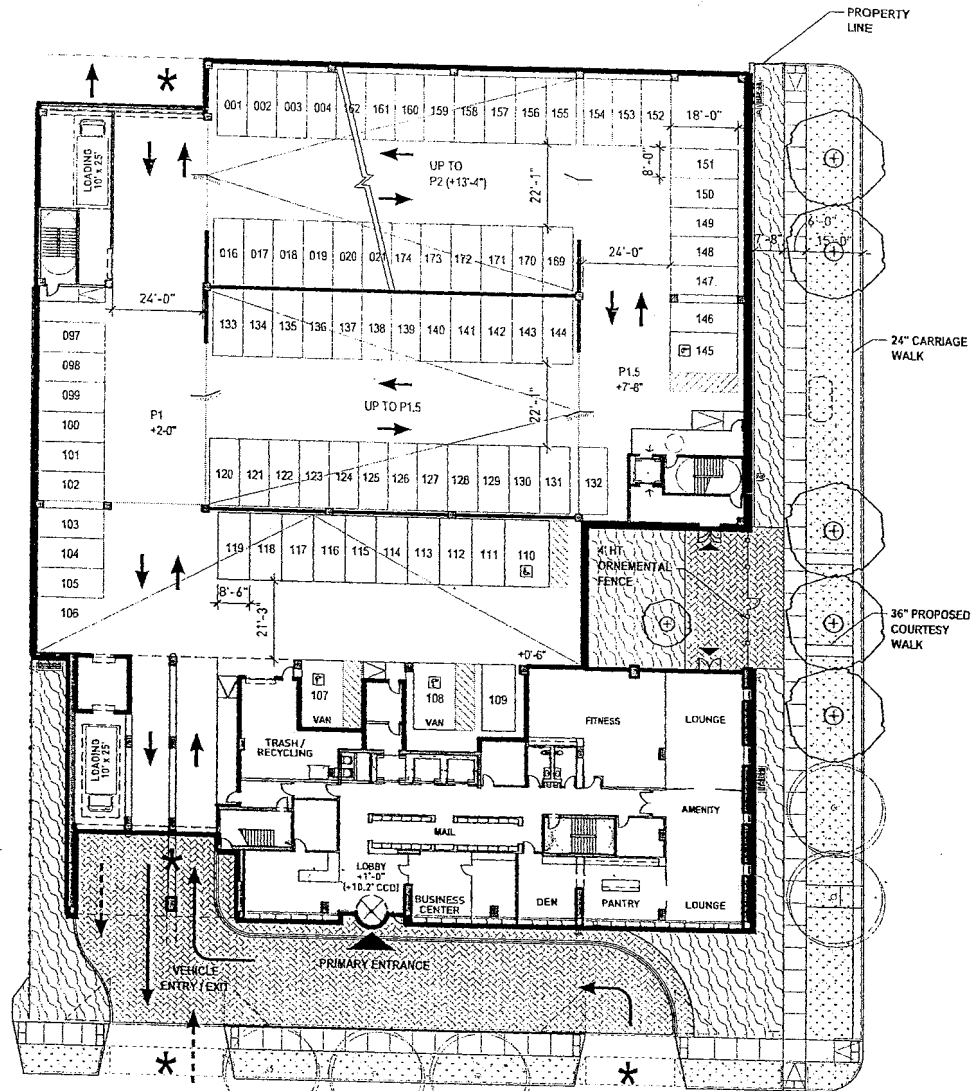 PROPERTY
LINE
001 002 003 004 162 161 160 159 158 157 156 155 154 153 152
18'-0"
LOADING
10' x 25'
UP TO
P2 (+13'-4")
22'-1"
8'-0"
151
150
149
148
147
146
145
6'-0"
7'-8"
15'-0"
016 017 018 019 020 021 174 173 172 171 170 169
24'-0"
24'-0"
133 134 135 136 137 138 139 140 141 142 143 144
24" CARRIAGE
WALK
097
098
099
100
101
102
103
104
105
106
P1
+2-0"
UP TO P1.5
22'-1"
P1.5
+7'-8"
120 121 122 123 124 125 126 127 128 129 130 131 132
119 118 117 116 115 114 113 112 111 110
8'-6"
21'-3"
4' HT
ORNEMENTAL
FENCE
36" PROPOSED
COURTESY
WALK
+0'-6"
107
VAN
108
VAN
109
FITNESS
LOUNGE
TRASH /
RECYCLING
LOADING
10' x 25'
AMENITY
MAIL
LOBBY
+1'-0"
(+10.2' CCD)
BUSINESS
CENTER
DEN
PANTRY
LOUNGE
PRIMARY ENTRANCE
VEHICLE
ENTRY / EXIT